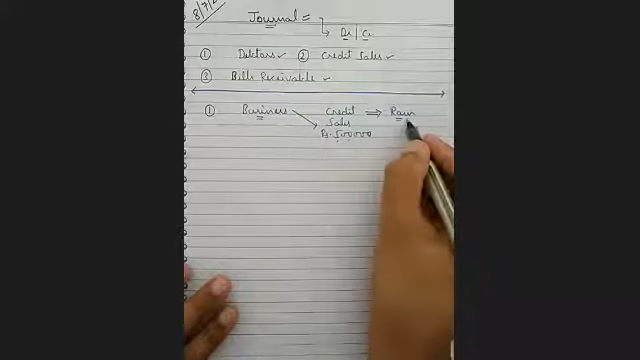 8/7/2
Journal =
Dr | Cr
① Debtors ✓ ② Credit Sales ✓
③ Bills Receivable ✓
① Business Credit ⇒ Ram
Sales
Rs. 500000